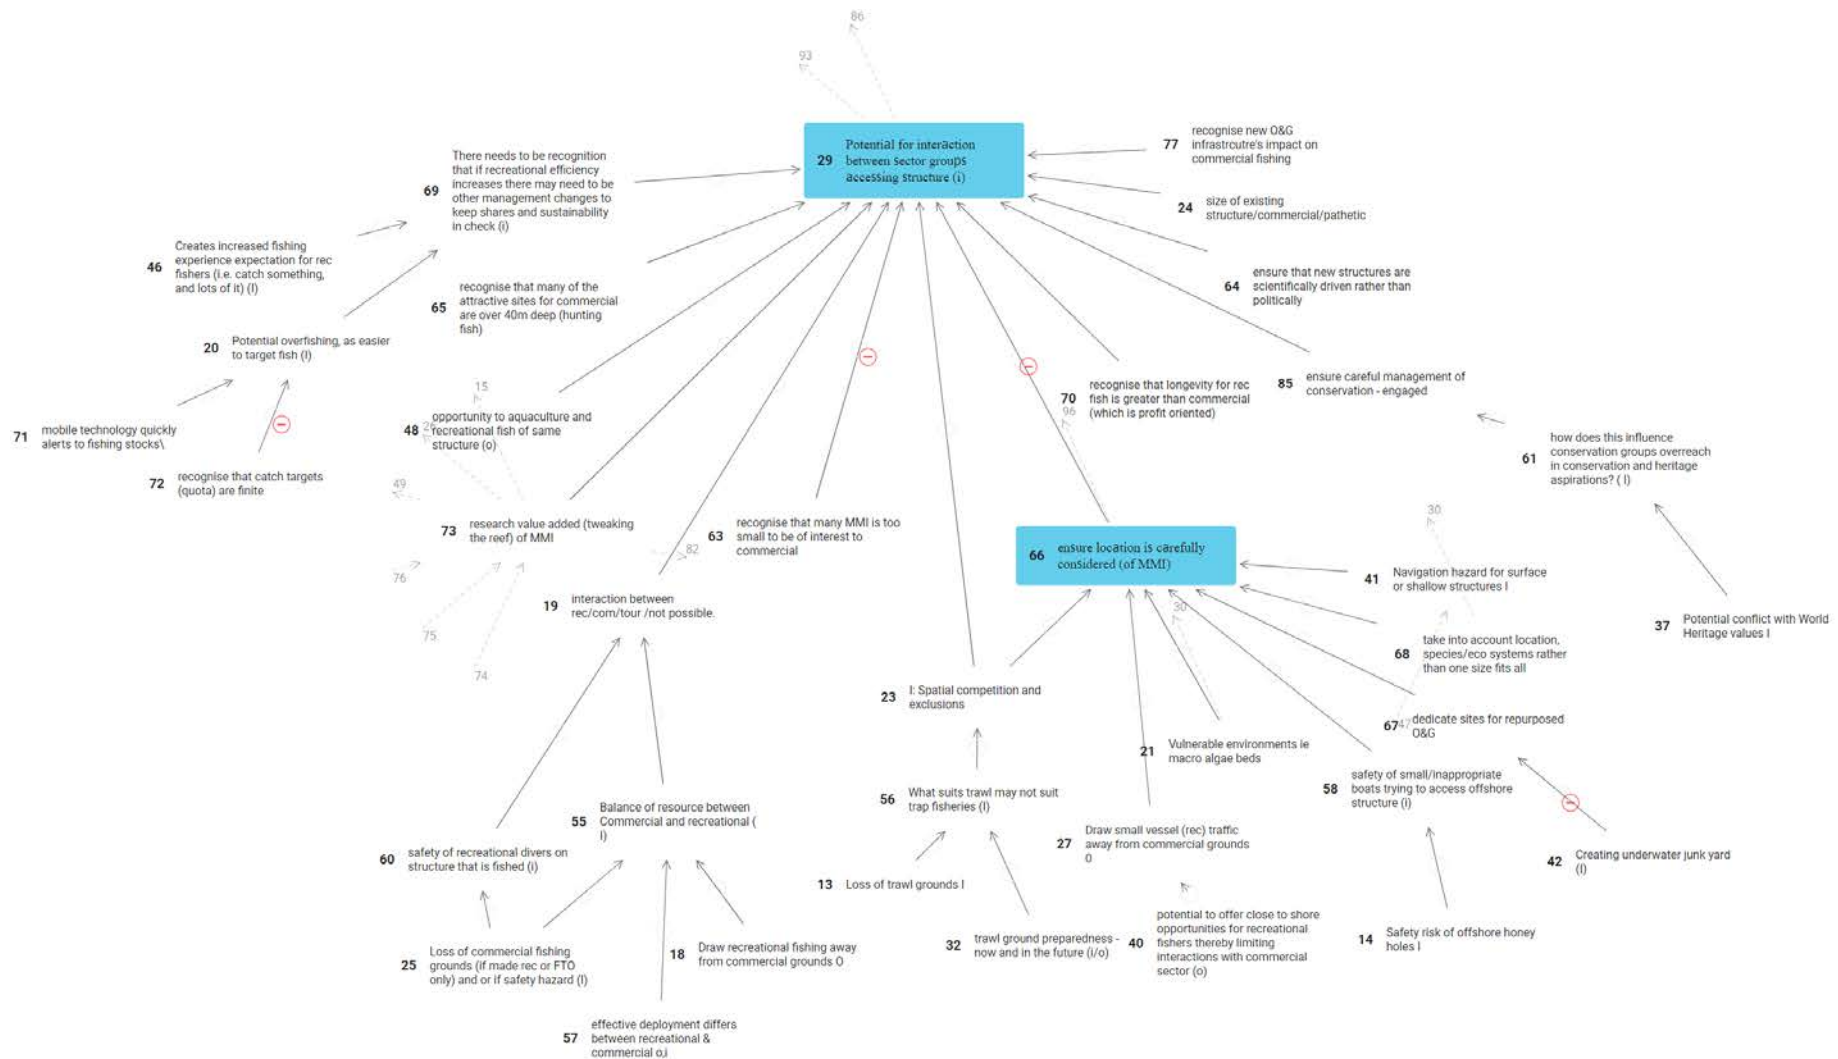 86
93
29 Potential for interaction
between sector groups
accessing structure (i)
77 recognise new O&G
infrastrcutre's impact on
commercial fishing
24 size of existing
structure/commercial/pathetic
69 There needs to be recognition
that if recreational efficiency
increases there may need to be
other management changes to
keep shares and sustainability
in check (i)
46 Creates increased fishing
experience expectation for rec
fishers (i.e. catch something,
and lots of it) (I)
65 recognise that many of the
attractive sites for commercial
are over 40m deep (hunting
fish)
64 ensure that new structures are
scientifically driven rather than
politically
20 Potential overfishing, as easier
to target fish (I)
15
26
48 opportunity to aquaculture and
recreational fish of same
structure (o)
70 recognise that longevity for rec
fish is greater than commercial
(which is profit oriented)
96
85 ensure careful management of
conservation - engaged
71 mobile technology quickly
alerts to fishing stocks\
72 recognise that catch targets
(quota) are finite
61 how does this influence
conservation groups overreach
in conservation and heritage
aspirations? ( I)
49
73 research value added (tweaking
the reef) of MMI
82
63 recognise that many MMI is too
small to be of interest to
commercial
30
66 ensure location is carefully
considered (of MMI)
76
41 Navigation hazard for surface
or shallow structures I
19 interaction between
rec/com/tour /not possible.
30
75
37 Potential conflict with World
Heritage values I
74
68 take into account location,
species/eco systems rather
than one size fits all
23 I: Spatial competition and
exclusions
67 47 dedicate sites for repurposed
O&G
21 Vulnerable environments ie
macro algae beds
58 safety of small/inappropriate
boats trying to access offshore
structure (i)
56 What suits trawl may not suit
trap fisheries (I)
55 Balance of resource between
Commercial and recreational (
I)
27 Draw small vessel (rec) traffic
away from commercial grounds
O
60 safety of recreational divers on
structure that is fished (i)
42 Creating underwater junk yard
(I)
13 Loss of trawl grounds I
40 potential to offer close to shore
opportunities for recreational
fishers thereby limiting
interactions with commercial
sector (o)
32 trawl ground preparedness -
now and in the future (i/o)
14 Safety risk of offshore honey
holes I
25 Loss of commercial fishing
grounds (if made rec or FTO
only) and or if safety hazard (I)
18 Draw recreational fishing away
from commercial grounds O
57 effective deployment differs
between recreational &
commercial o,i